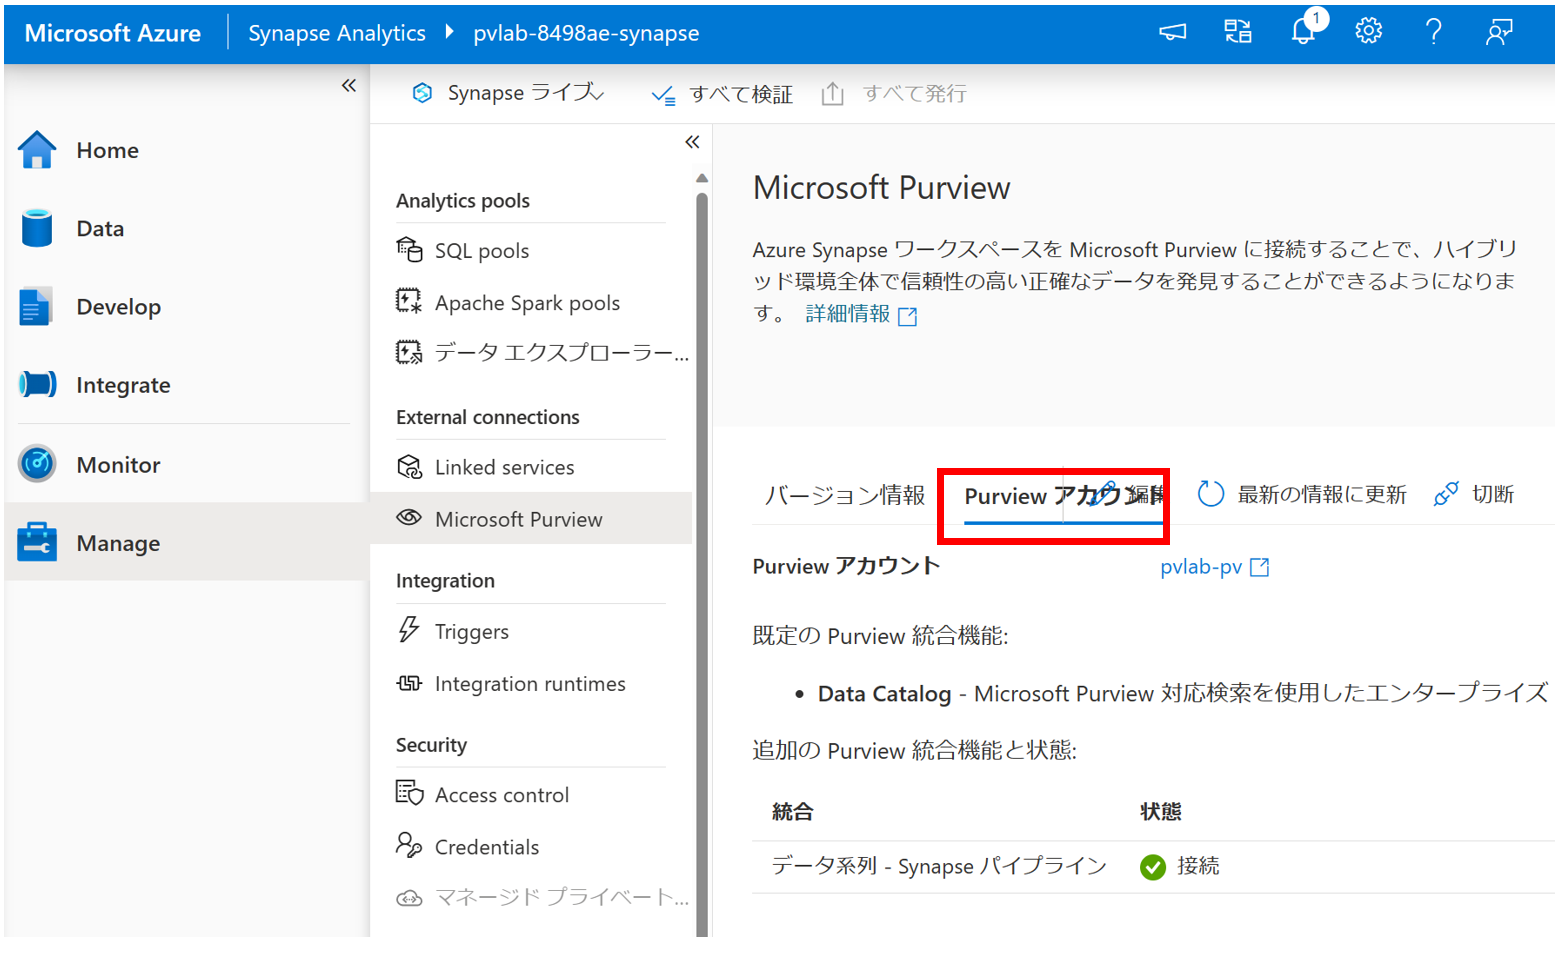 Microsoft Azure
Synapse Analytics
pvlab-8498ae-synapse
1
Synapse ライブ
すべて検証
すべて発行
Home
Data
Develop
Integrate
Monitor
Manage
Analytics pools
SQL pools
Apache Spark pools
データ エクスプローラー...
External connections
Linked services
Microsoft Purview
Integration
Triggers
Integration runtimes
Security
Access control
Credentials
マネージド プライベート...
Microsoft Purview
Azure Synapse ワークスペースを Microsoft Purview に接続することで、ハイブリ
ッド環境全体で信頼性の高い正確なデータを発見することができるようになりま
す。 詳細情報
バージョン情報
Purview アカウント
編集
最新の情報に更新
切断
Purview アカウント
pvlab-pv
既定の Purview 統合機能:
• Data Catalog - Microsoft Purview 対応検索を使用したエンタープライズ
追加の Purview 統合機能と状態:
統合
状態
データ系列 - Synapse パイプライン
接続